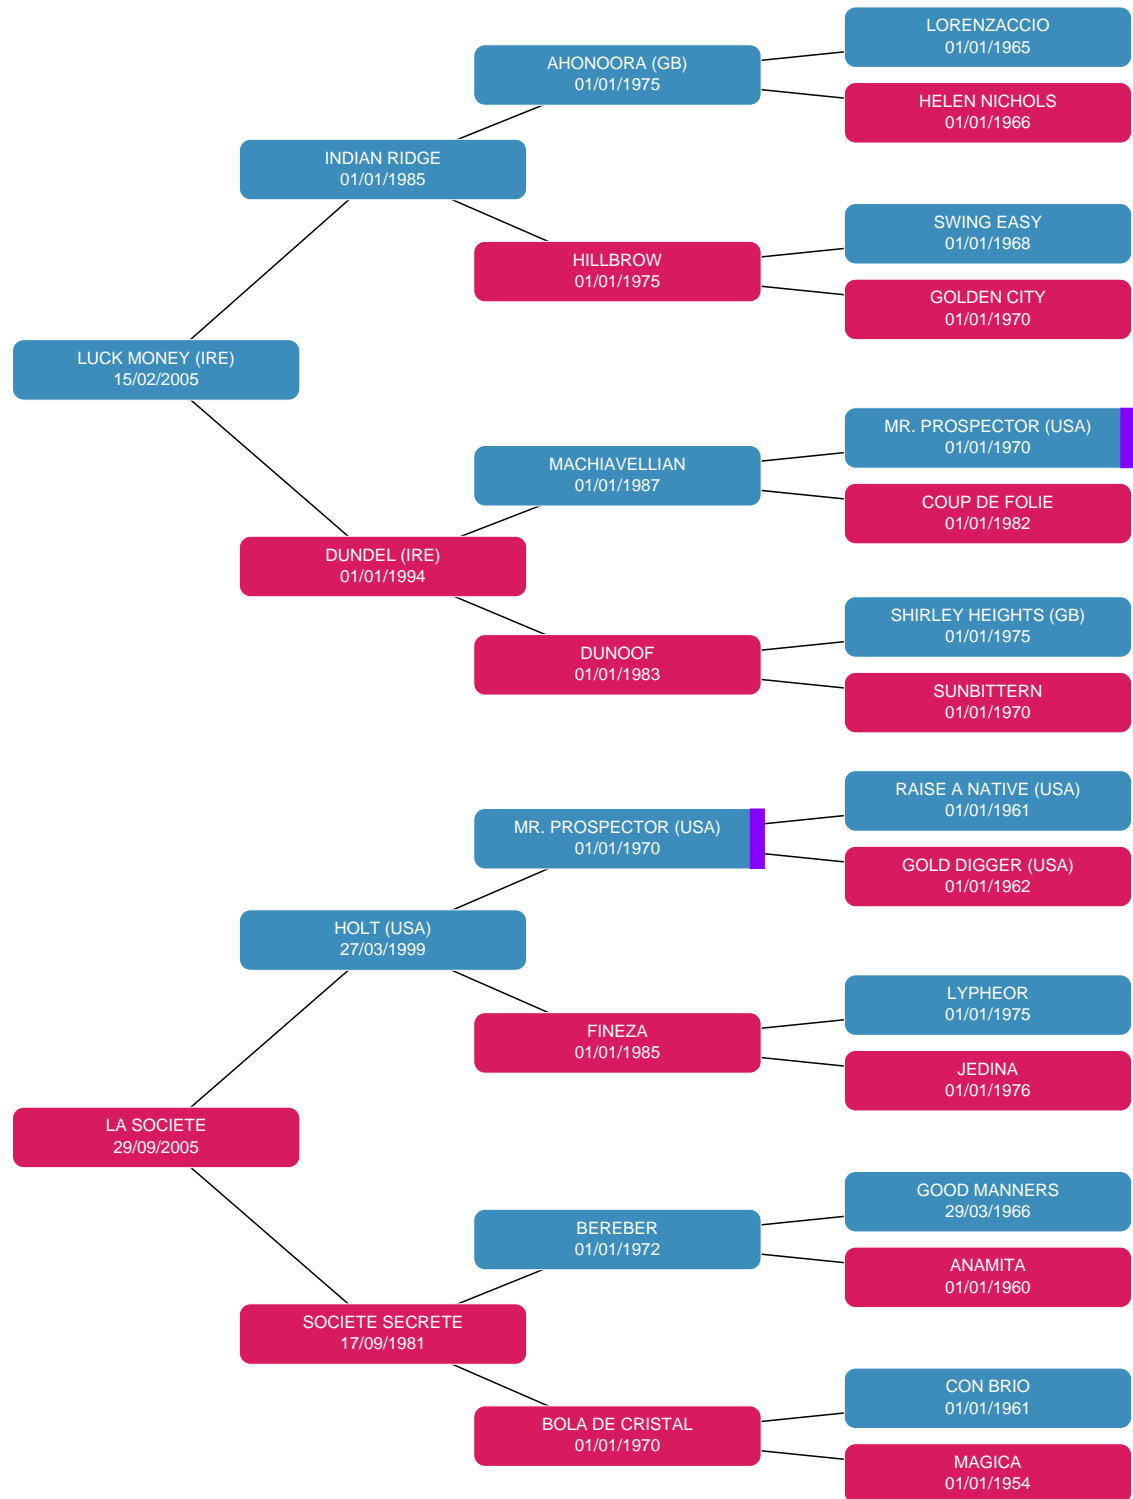 LORENZACCIO
01/01/1965
AHONOORA (GB)
01/01/1975
HELEN NICHOLS
01/01/1966
INDIAN RIDGE
01/01/1985
SWING EASY
01/01/1968
HILLBROW
01/01/1975
GOLDEN CITY
01/01/1970
LUCK MONEY (IRE)
15/02/2005
MR. PROSPECTOR (USA)
01/01/1970
MACHIAVELLIAN
01/01/1987
COUP DE FOLIE
01/01/1982
DUNDEL (IRE)
01/01/1994
SHIRLEY HEIGHTS (GB)
01/01/1975
DUNOOF
01/01/1983
SUNBITTERN
01/01/1970
RAISE A NATIVE (USA)
01/01/1961
MR. PROSPECTOR (USA)
01/01/1970
GOLD DIGGER (USA)
01/01/1962
HOLT (USA)
27/03/1999
LYPHEOR
01/01/1975
FINEZA
01/01/1985
JEDINA
01/01/1976
LA SOCIETE
29/09/2005
GOOD MANNERS
29/03/1966
BEREBER
01/01/1972
ANAMITA
01/01/1960
SOCIETE SECRETE
17/09/1981
CON BRIO
01/01/1961
BOLA DE CRISTAL
01/01/1970
MAGICA
01/01/1954